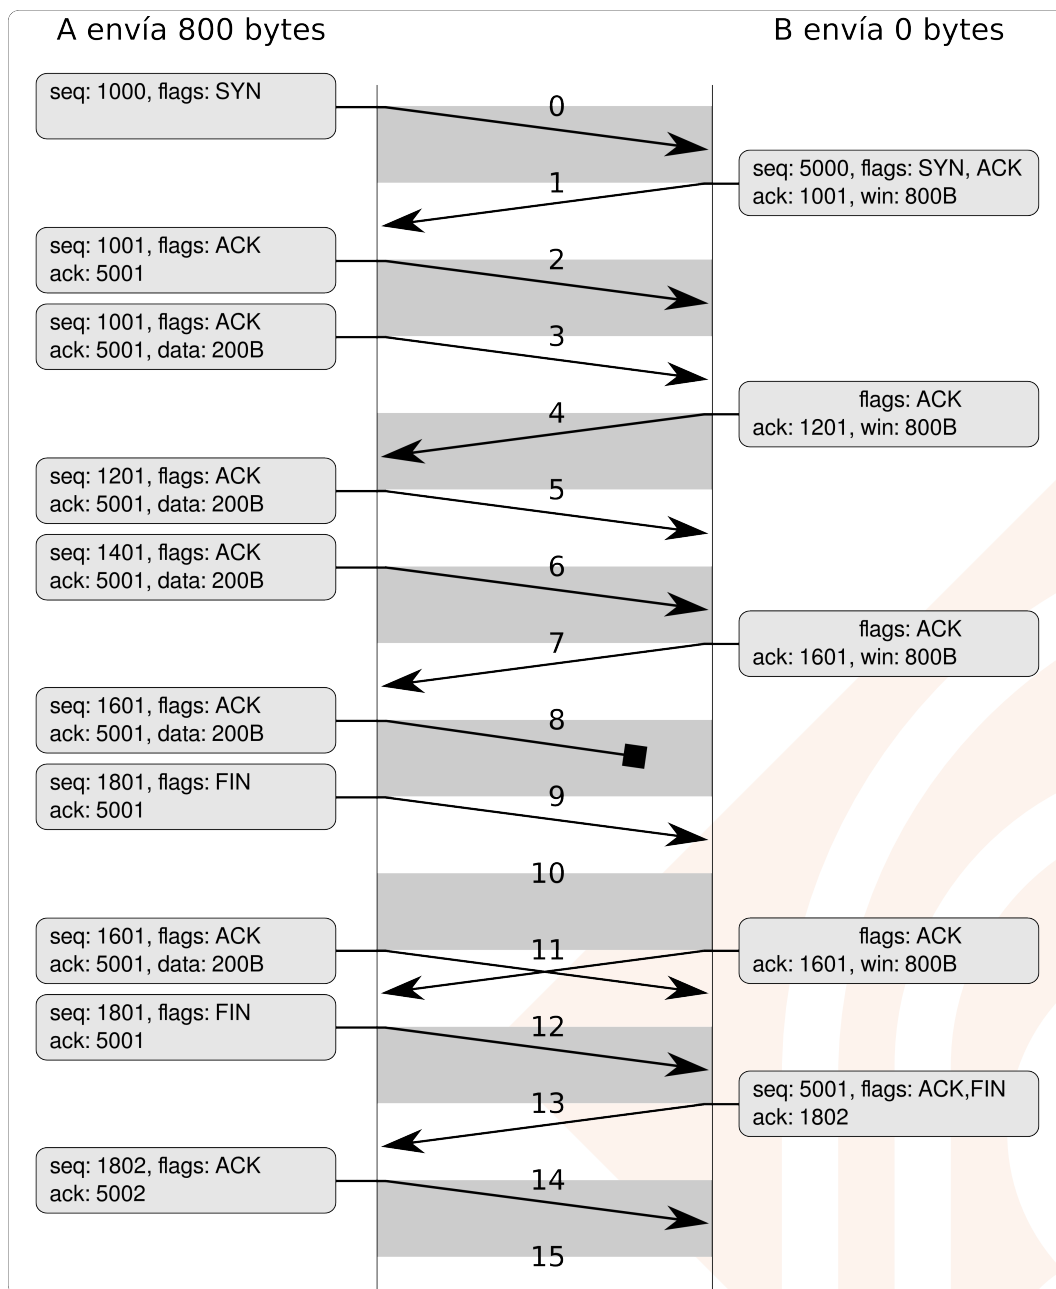 A envía 800 bytes
B envía 0 bytes
seq: 1000, flags: SYN
0
1
seq: 5000, flags: SYN, ACK
ack: 1001, win: 800B
seq: 1001, flags: ACK
ack: 5001
2
seq: 1001, flags: ACK
ack: 5001, data: 200B
3
4
flags: ACK
ack: 1201, win: 800B
seq: 1201, flags: ACK
ack: 5001, data: 200B
5
seq: 1401, flags: ACK
ack: 5001, data: 200B
6
7
flags: ACK
ack: 1601, win: 800B
seq: 1601, flags: ACK
ack: 5001, data: 200B
8
seq: 1801, flags: FIN
ack: 5001
9
10
seq: 1601, flags: ACK
ack: 5001, data: 200B
11
flags: ACK
ack: 1601, win: 800B
seq: 1801, flags: FIN
ack: 5001
12
13
seq: 5001, flags: ACK,FIN
ack: 1802
seq: 1802, flags: ACK
ack: 5002
14
15